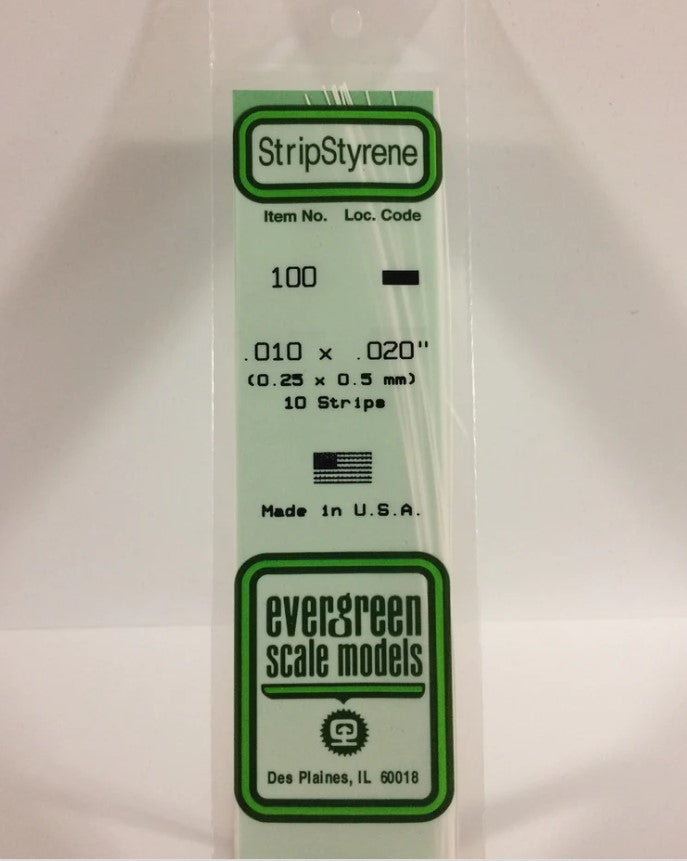 StripStyrene
Item No. Loc. Code
100
.010 x .020"
(0.25 x 0.5 mm)
10 Strips
Made in U.S.A.
evergreen
scale models
Des Plaines, IL 60018